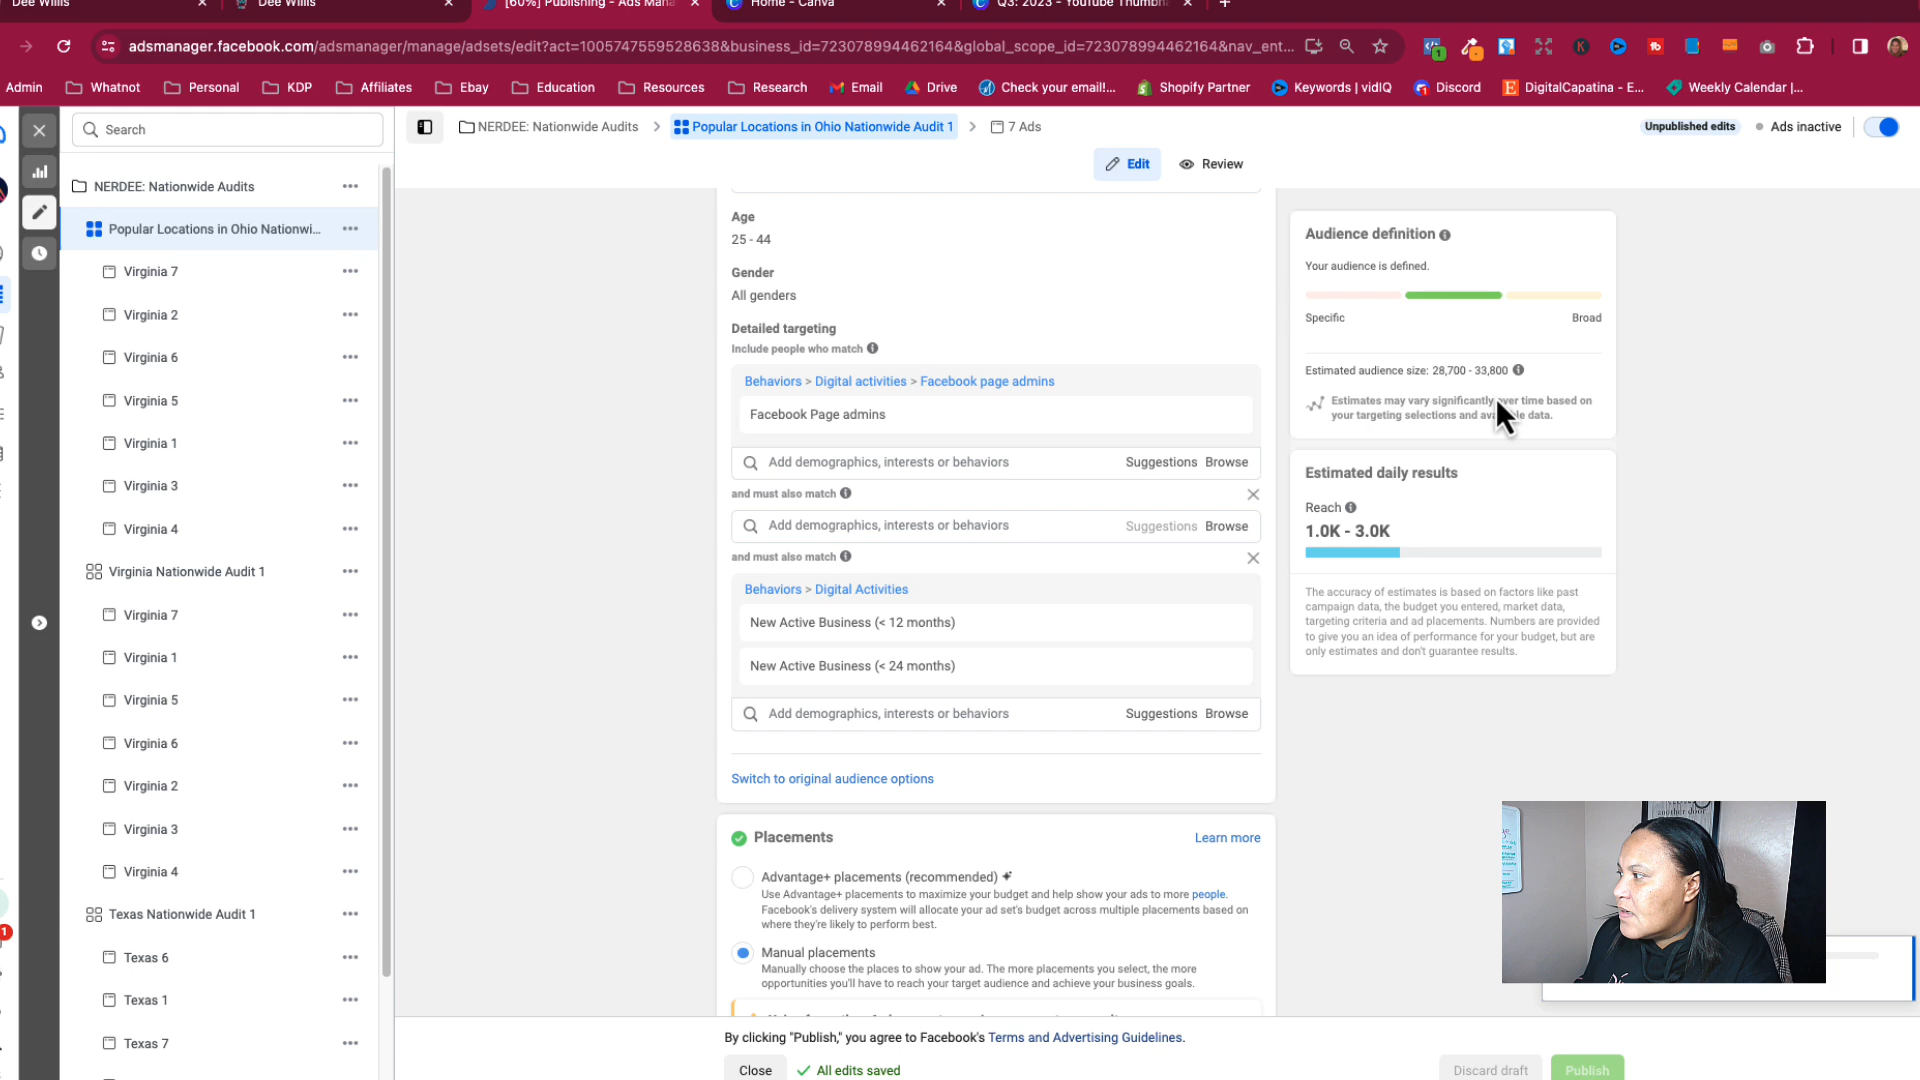 Dee Willis
Dee Willis
[60%] Publishing - Ads Mana
Home - Canva
Q3: 2023 - YouTube Thumbna
adsmanager.facebook.com/adsmanager/manage/adsets/edit?act=1005747559528638&business_id=723078994462164&global_scope_id=723078994462164&nav_ent...
Admin
Whatnot
Personal
KDP
Affiliates
Ebay
Education
Resources
Research
Email
Drive
Check your email!...
Shopify Partner
Keywords | vidIQ
Discord
DigitalCapatina - E...
Weekly Calendar |...
Search
NERDEE: Nationwide Audits
Popular Locations in Ohio Nationwide Audit 1
7 Ads
Unpublished edits
Ads inactive
Edit
Review
NERDEE: Nationwide Audits
Popular Locations in Ohio Nationwi...
Virginia 7
Virginia 2
Virginia 6
Virginia 5
Virginia 1
Virginia 3
Virginia 4
Virginia Nationwide Audit 1
Virginia 7
Virginia 1
Virginia 5
Virginia 6
Virginia 2
Virginia 3
Virginia 4
Texas Nationwide Audit 1
Texas 6
Texas 1
Texas 7
Age
25 - 44
Gender
All genders
Detailed targeting
Include people who match
Behaviors > Digital activities > Facebook page admins
Facebook Page admins
Add demographics, interests or behaviors Suggestions Browse
and must also match
Add demographics, interests or behaviors Suggestions Browse
and must also match
Behaviors > Digital Activities
New Active Business (< 12 months)
New Active Business (< 24 months)
Add demographics, interests or behaviors Suggestions Browse
Switch to original audience options
Placements
Learn more
Advantage+ placements (recommended)
Use Advantage+ placements to maximize your budget and help show your ads to more people.
Facebook's delivery system will allocate your ad set's budget across multiple placements based on
where they're likely to perform best.
Manual placements
Manually choose the places to show your ad. The more placements you select, the more
opportunities you'll have to reach your target audience and achieve your business goals.
By clicking "Publish," you agree to Facebook's Terms and Advertising Guidelines.
Close
All edits saved
Discard draft
Publish
Audience definition
Your audience is defined.
Specific
Broad
Estimated audience size: 28,700 - 33,800
Estimates may vary significantly over time based on
your targeting selections and available data.
Estimated daily results
Reach
1.0K - 3.0K
The accuracy of estimates is based on factors like past
campaign data, the budget you entered, market data,
targeting criteria and ad placements. Numbers are provided
to give you an idea of performance for your budget, but are
only estimates and don't guarantee results.
another door
1